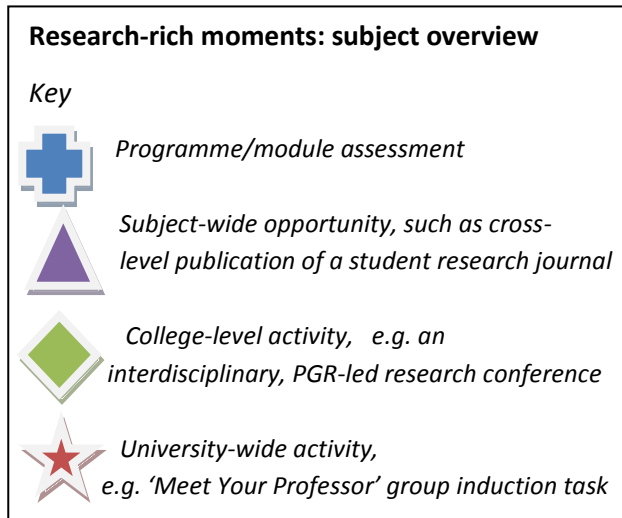 Research-rich moments: subject overview
Key
Programme/module assessment
Subject-wide opportunity, such as cross-
level publication of a student research journal
College-level activity, e.g. an
interdisciplinary, PGR-led research conference
University-wide activity,
e.g. ‘Meet Your Professor’ group induction task